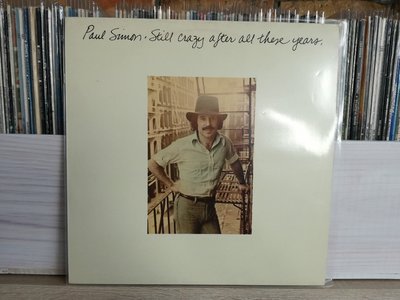 Paul Simon · Still crazy after all these years.